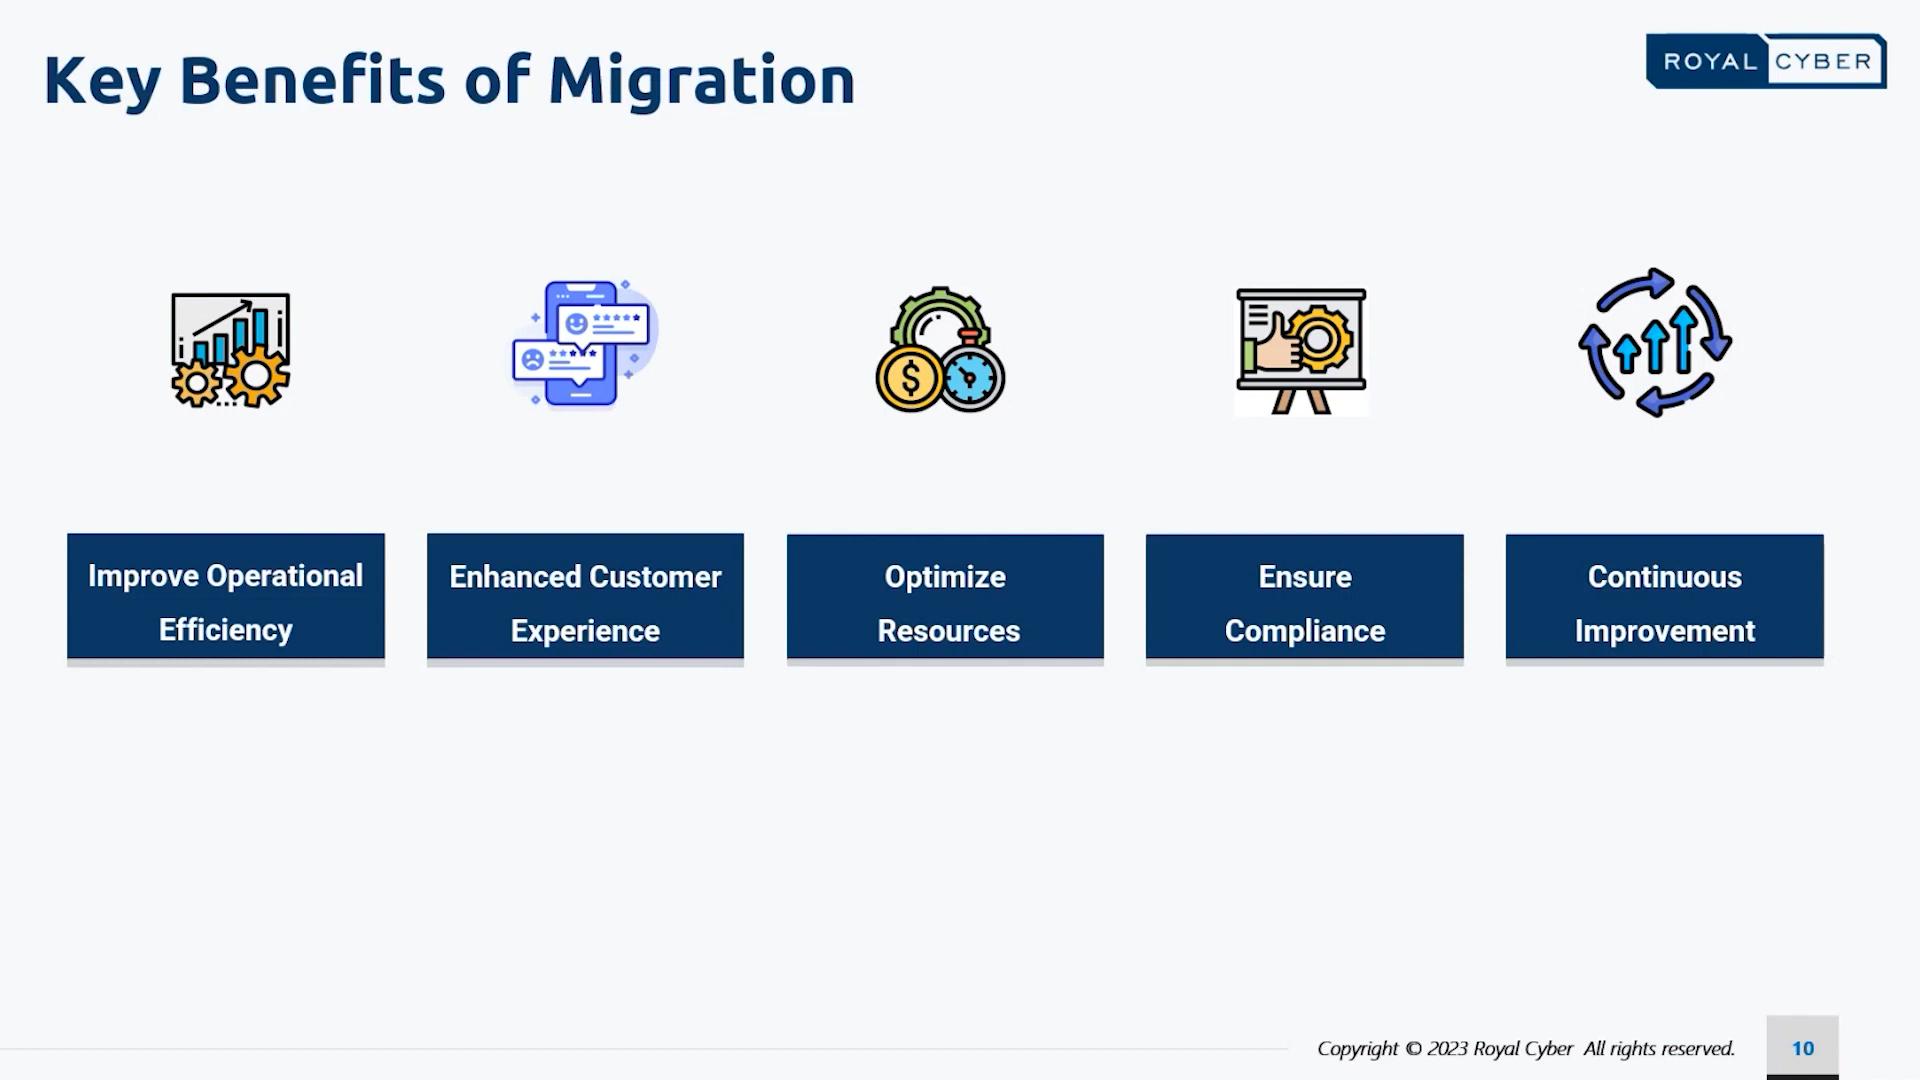 Key Benefits of Migration
ROYAL CYBER
$
Improve Operational
Efficiency
Enhanced Customer
Experience
Optimize
Resources
Ensure
Compliance
Continuous
Improvement
Copyright © 2023 Royal Cyber All rights reserved.
10